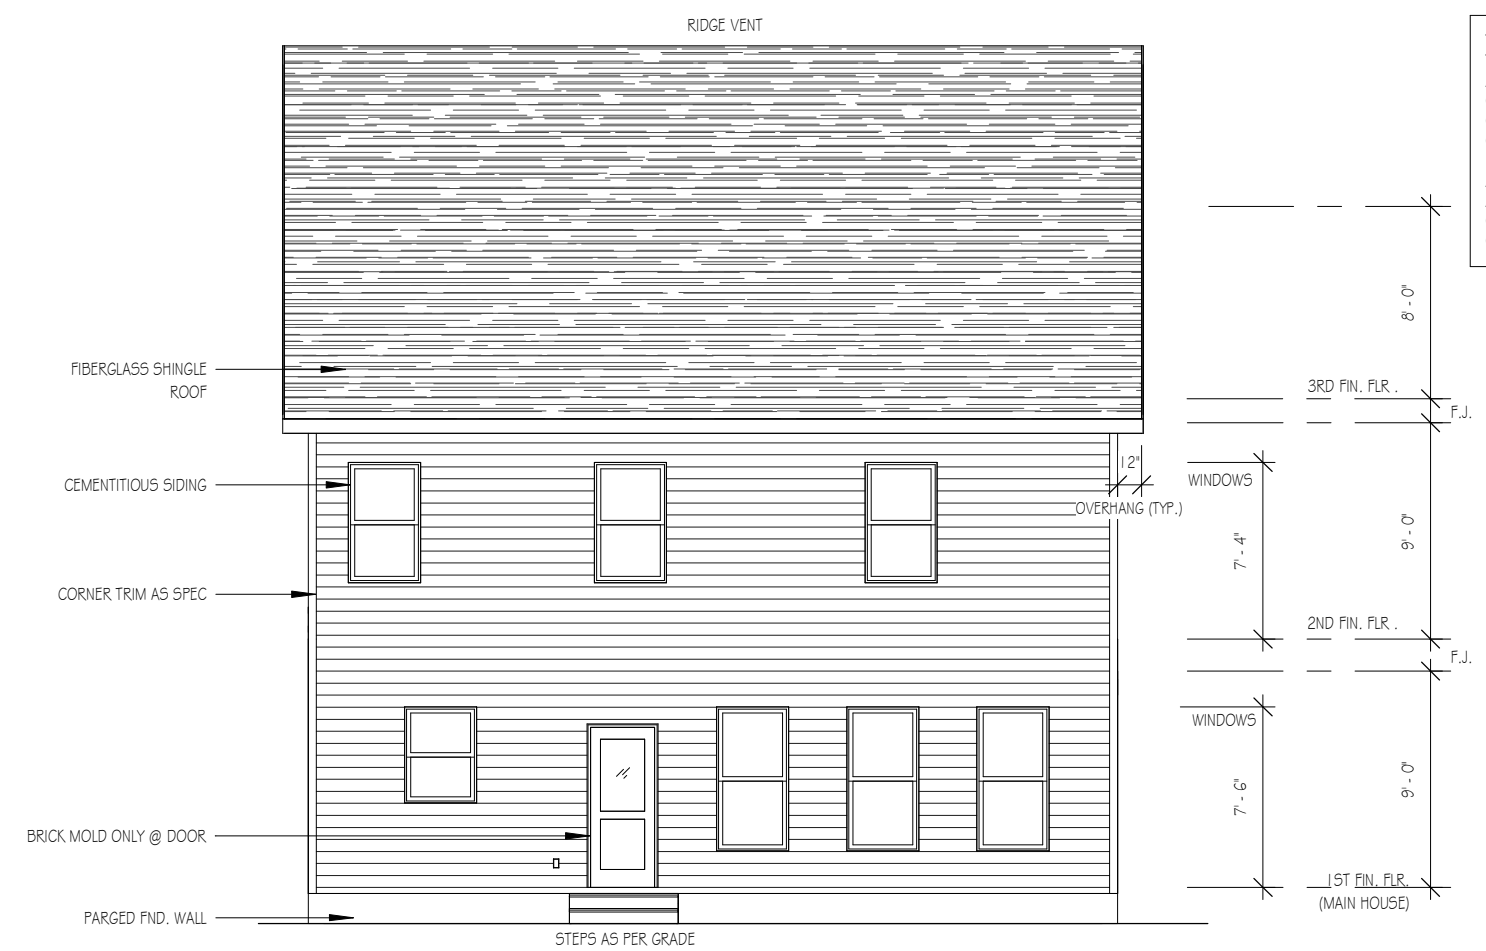 RIDGE VENT
8' - 0"
FIBERGLASS SHINGLE
ROOF
3RD FIN. FLR .
F.J.
12"
CEMENTITIOUS SIDING
WINDOWS
OVERHANG (TYP.)
9' - 0"
7' - 4"
CORNER TRIM AS SPEC
2ND FIN. FLR .
F.J.
WINDOWS
9' - 0"
7' - 6"
BRICK MOLD ONLY @ DOOR
1ST FIN. FLR.
(MAIN HOUSE)
PARGED FND. WALL
STEPS AS PER GRADE